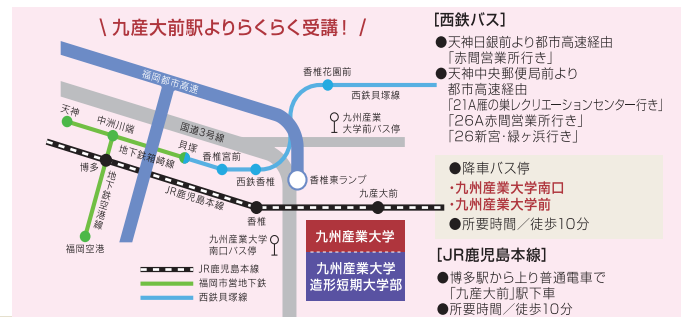 \ 九産大前駅よりらくらく受講！ /
福岡都市高速
香椎花園前
西鉄貝塚線
天神
中洲川端
国道3号線
貝塚
九州産業
大学前バス停
地下鉄箱崎線
香椎宮前
博多
西鉄香椎
香椎東ランプ
地下鉄空港線
JR鹿児島本線
九産大前
香椎
福岡空港
九州産業大学
南口バス停
九州産業大学
九州産業大学
造形短期大学部
JR鹿児島本線
福岡市営地下鉄
西鉄貝塚線
[西鉄バス]
●天神日銀前より都市高速経由
「赤間営業所行き」
●天神中央郵便局前より
都市高速経由
「21A雁の巣レクリエーションセンター行き」
「26A赤間営業所行き」
「26新宮・緑ヶ浜行き」
●降車バス停
・九州産業大学南口
・九州産業大学前
●所要時間／徒歩10分
[JR鹿児島本線]
●博多駅から上り普通電車で
「九産大前」駅下車
●所要時間／徒歩10分